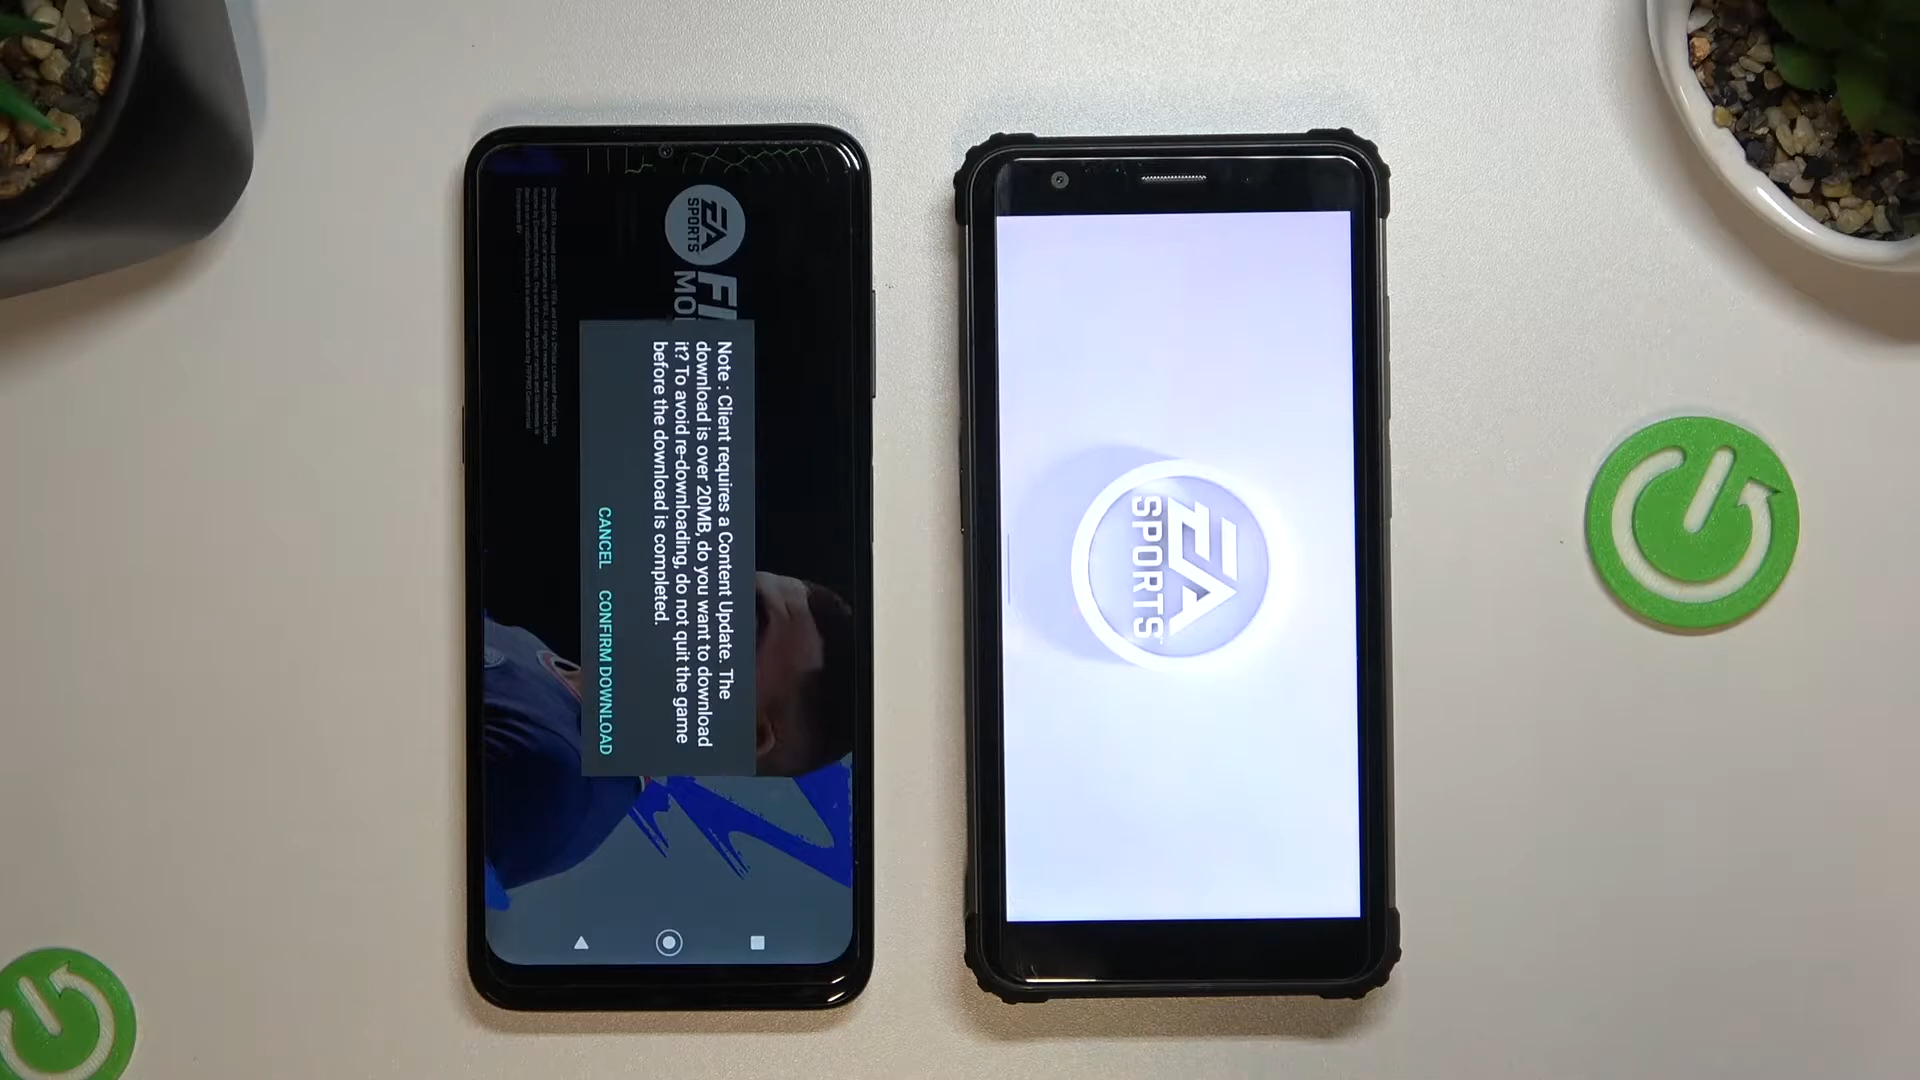 EA
SPORTS
FI
MO
Note : Client requires a Content Update. The
download is over 20MB, do you want to download
it? To avoid re-downloading, do not quit the game
before the download is completed.
CANCEL CONFIRM DOWNLOAD
EA
SPORTS